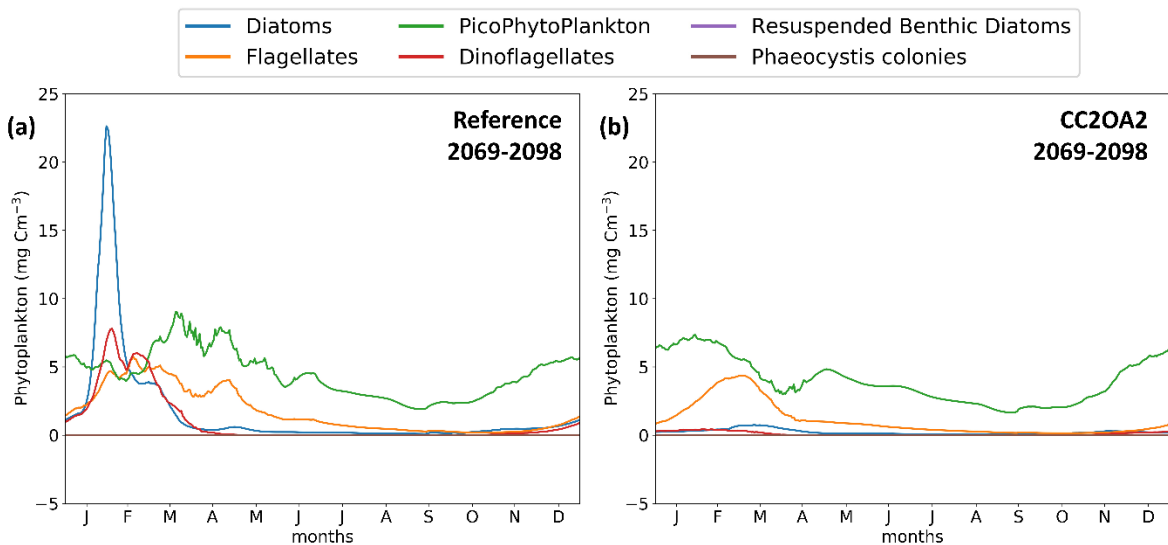 Diatoms PicoPhytoPlankton Resuspended Benthic Diatoms
Flagellates Dinoflagellates Phaeocystis colonies
(a) Reference
2069-2098
25
20
15
10
5
0
−5
Phytoplankton (mg Cm⁻³)
J F M A M J J A S O N D
months
(b) CC2OA2
2069-2098
25
20
15
10
5
0
−5
Phytoplankton (mg Cm⁻³)
J F M A M J J A S O N D
months